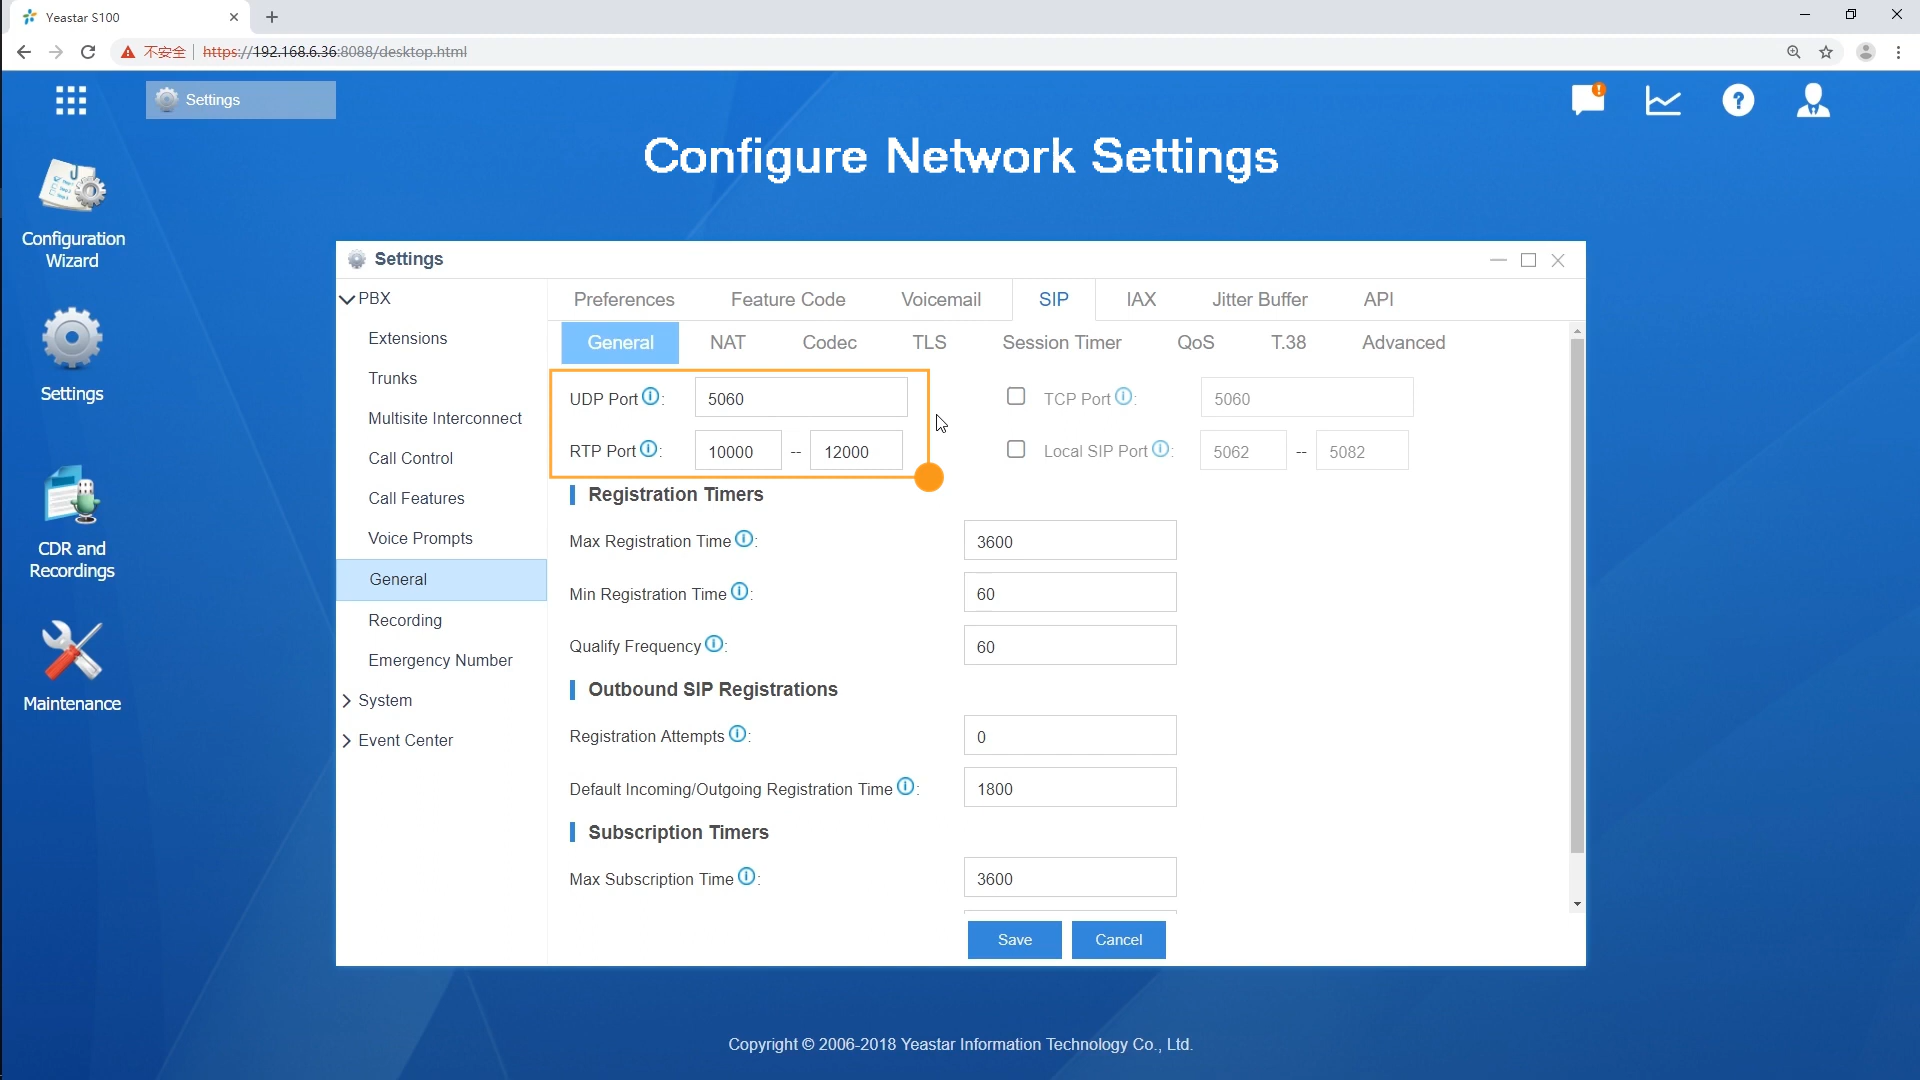 Yeastar S100
不安全 https://192.168.6.36:8088/desktop.html
Settings
Configure Network Settings
Configuration
Wizard
Settings
CDR and
Recordings
Maintenance
Settings
PBX
Extensions
Trunks
Multisite Interconnect
Call Control
Call Features
Voice Prompts
General
Recording
Emergency Number
System
Event Center
Preferences Feature Code Voicemail SIP IAX Jitter Buffer API
General NAT Codec TLS Session Timer QoS T.38 Advanced
UDP Port: 5060 TCP Port: 5060
RTP Port: 10000 -- 12000 Local SIP Port: 5062 -- 5082
Registration Timers
Max Registration Time: 3600
Min Registration Time: 60
Qualify Frequency: 60
Outbound SIP Registrations
Registration Attempts: 0
Default Incoming/Outgoing Registration Time: 1800
Subscription Timers
Max Subscription Time: 3600
Save Cancel
Copyright © 2006-2018 Yeastar Information Technology Co., Ltd.